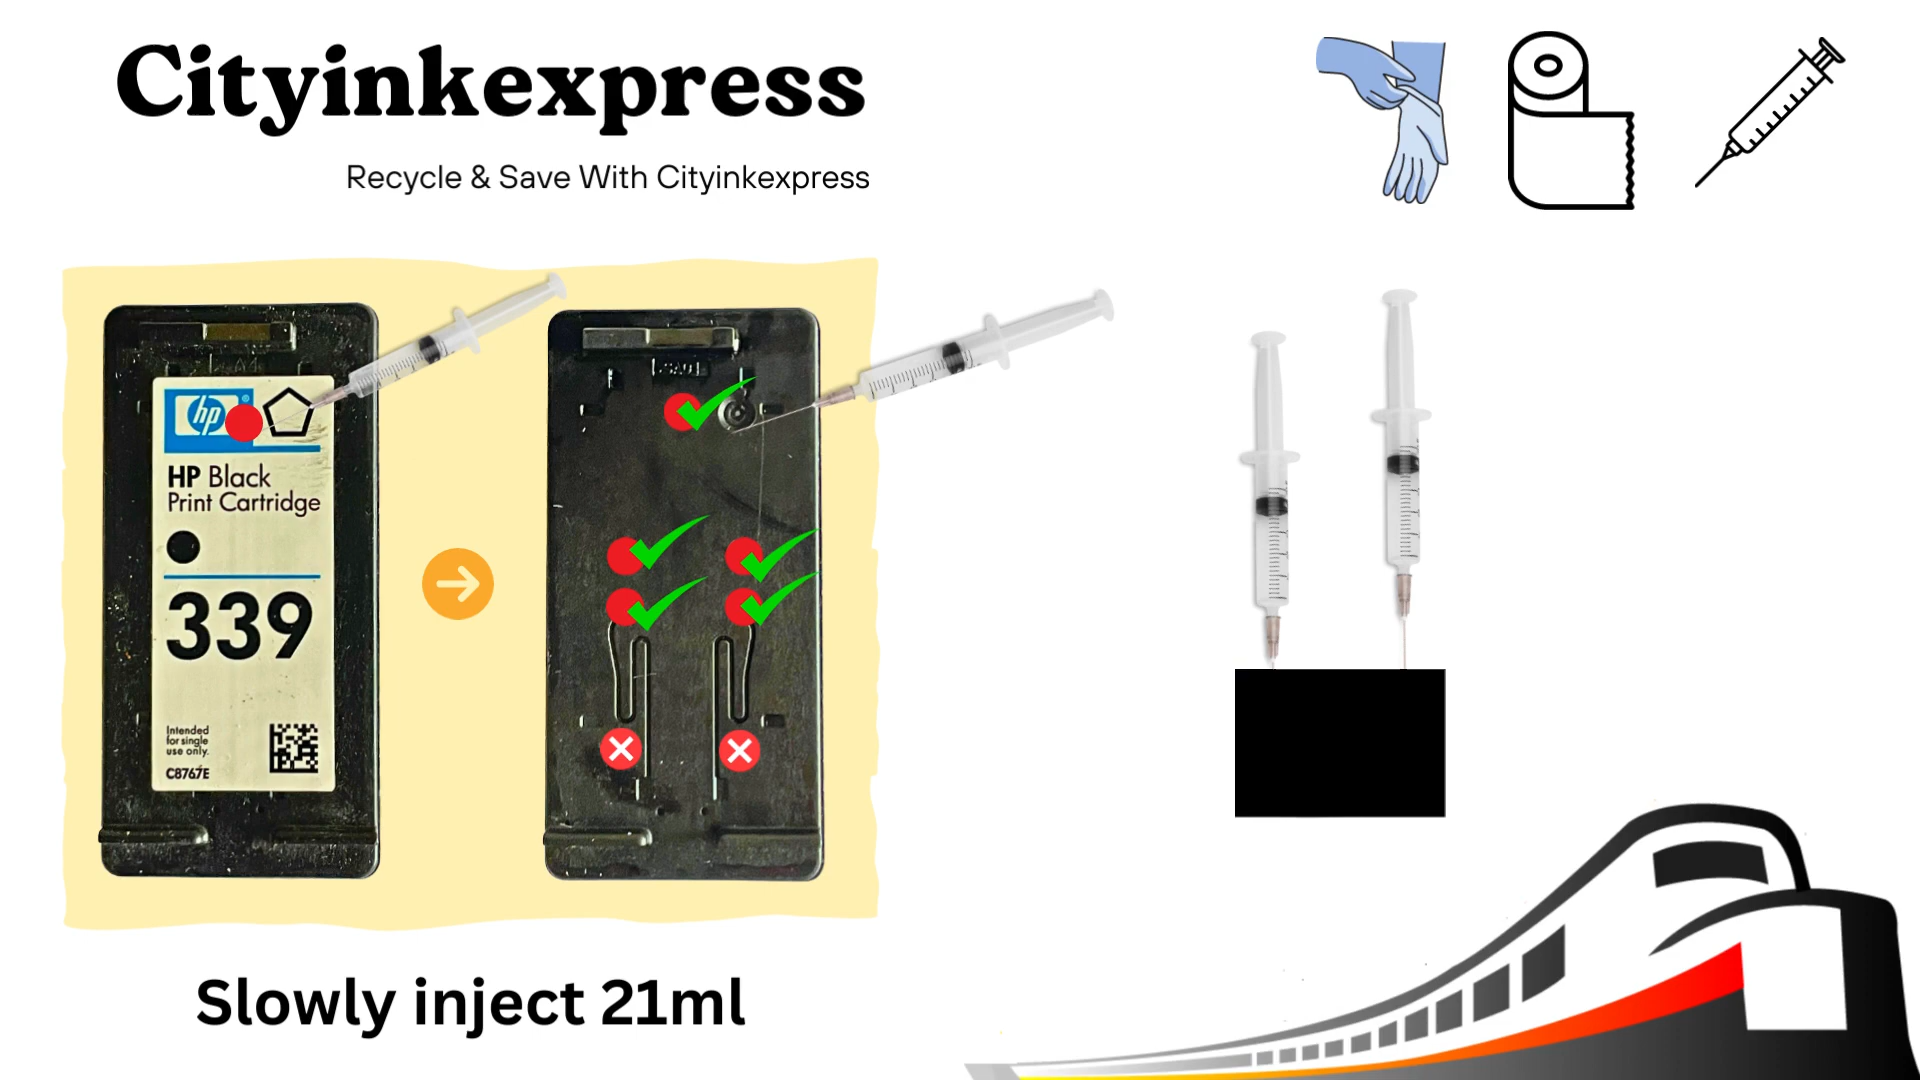 Cityinkexpress
Recycle & Save With Cityinkexpress
hp
HP Black
Print Cartridge
339
Intended
for single
use only.
C8767E
Slowly inject 21ml